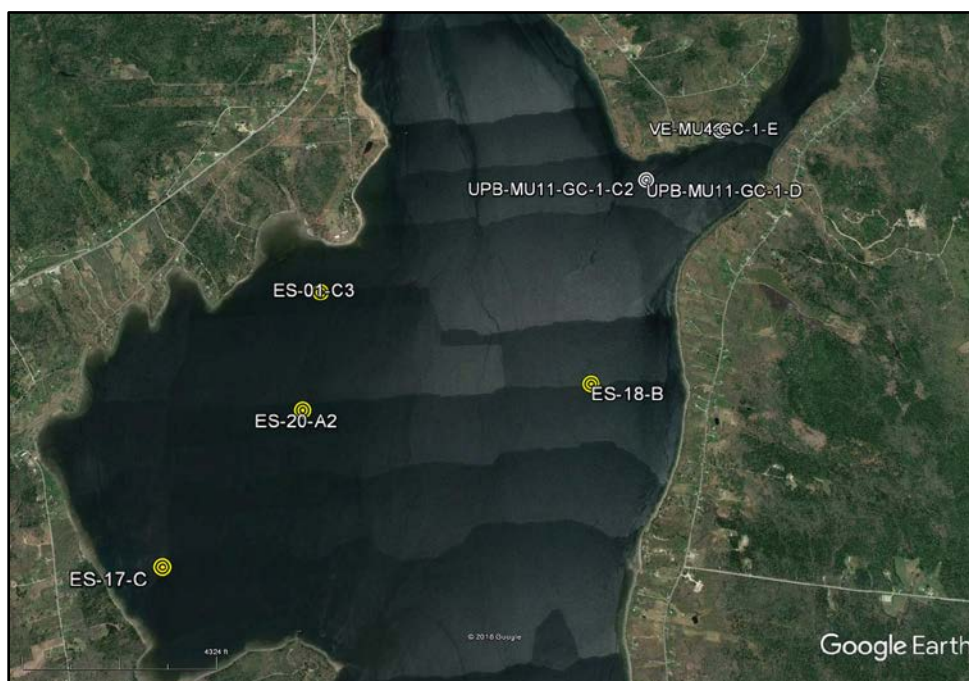 VE-MU4-GC-1-E
UPB-MU11-GC-1-C2
UPB-MU11-GC-1-D
ES-01-C3
ES-18-B
ES-20-A2
ES-17-C
4324 ft
© 2016 Google
Google Earth